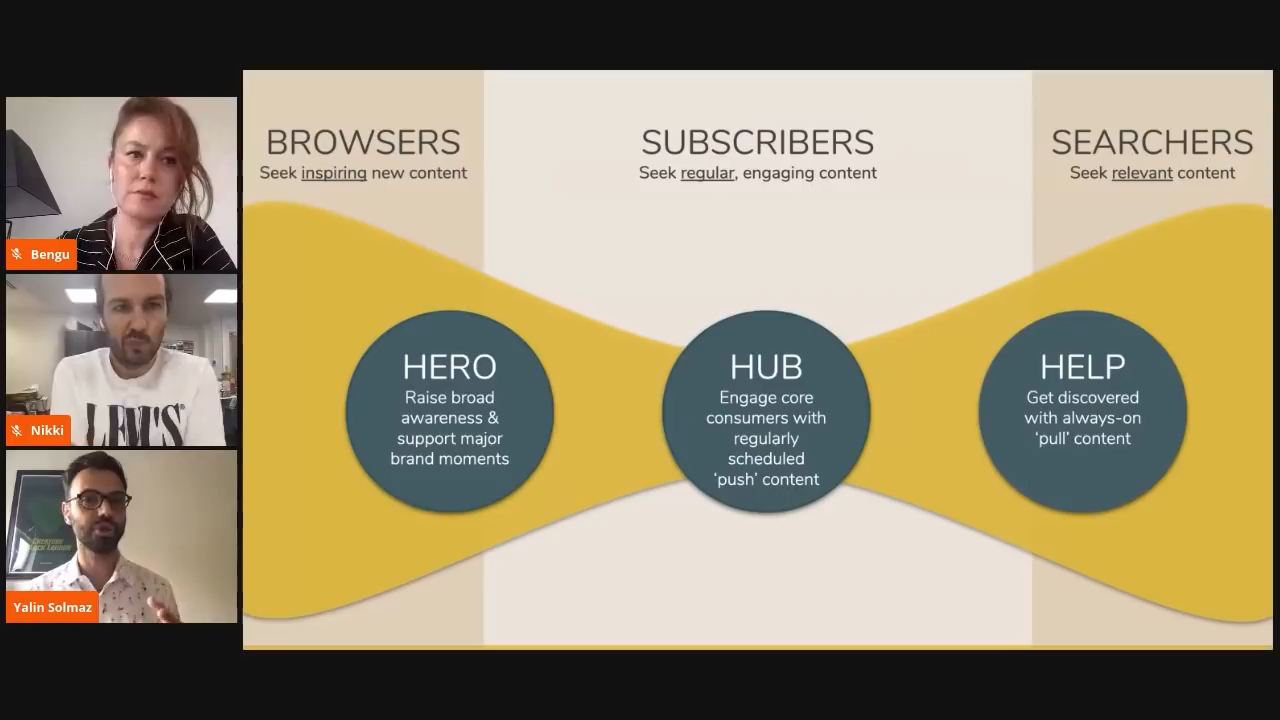 BROWSERS
Seek inspiring new content
SUBSCRIBERS
Seek regular, engaging content
SEARCHERS
Seek relevant content
HERO
Raise broad
awareness &
support major
brand moments
HUB
Engage core
consumers with
regularly
scheduled
‘push’ content
HELP
Get discovered
with always-on
‘pull’ content
Bengu
LEVI'S
Nikki
Yalin Solmaz